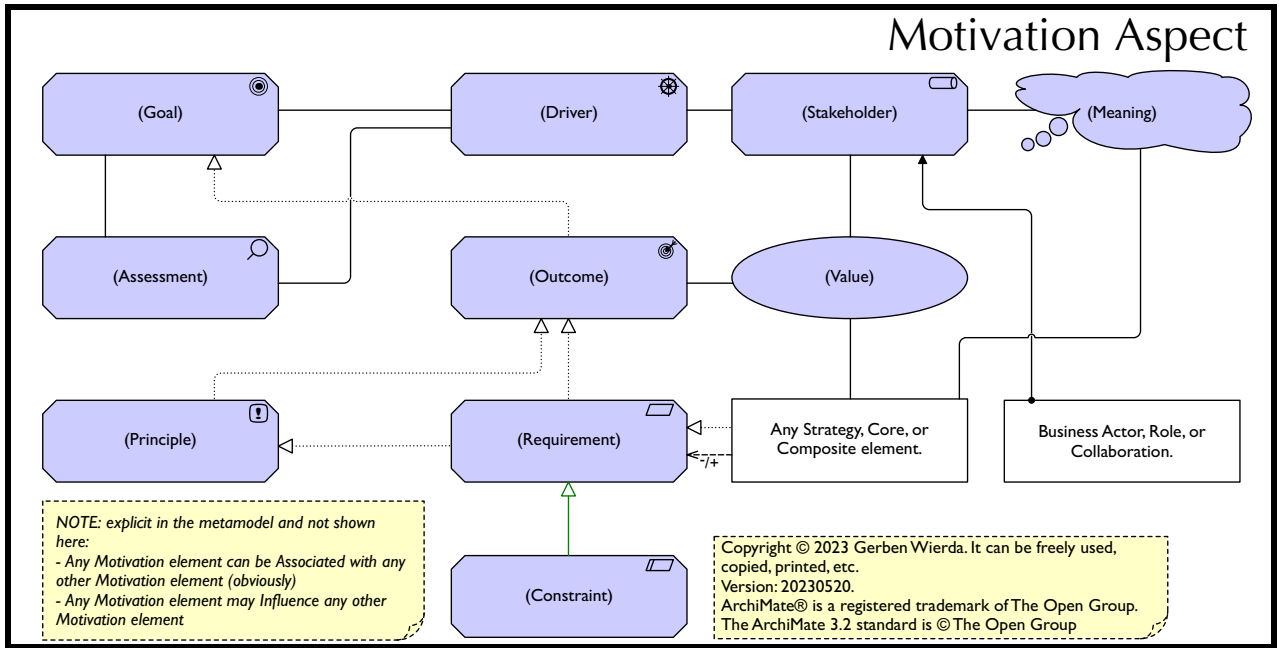 Motivation Aspect
(Goal)
(Driver)
(Stakeholder)
(Meaning)
(Assessment)
(Outcome)
(Value)
(Principle)
(Requirement)
Any Strategy, Core, or
Composite element.
Business Actor, Role, or
Collaboration.
-/+
NOTE: explicit in the metamodel and not shown
here:
- Any Motivation element can be Associated with any
other Motivation element (obviously)
- Any Motivation element may Influence any other
Motivation element
(Constraint)
Copyright © 2023 Gerben Wierda. It can be freely used,
copied, printed, etc.
Version: 20230520.
ArchiMate® is a registered trademark of The Open Group.
The ArchiMate 3.2 standard is © The Open Group